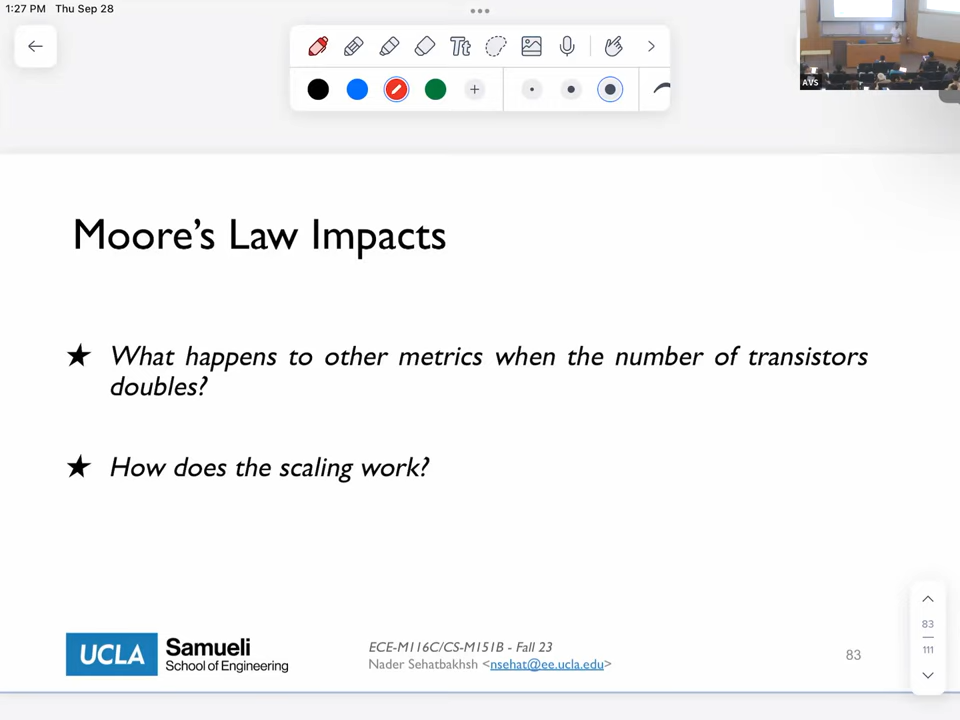 1:27 PM Thu Sep 28
Tt
AVS
Moore's Law Impacts
★ What happens to other metrics when the number of transistors
doubles?
★ How does the scaling work?
UCLA Samueli
School of Engineering
ECE-M116C/CS-M151B - Fall 23
Nader Sehatbakhsh <nsehat@ee.ucla.edu>
83
83
111